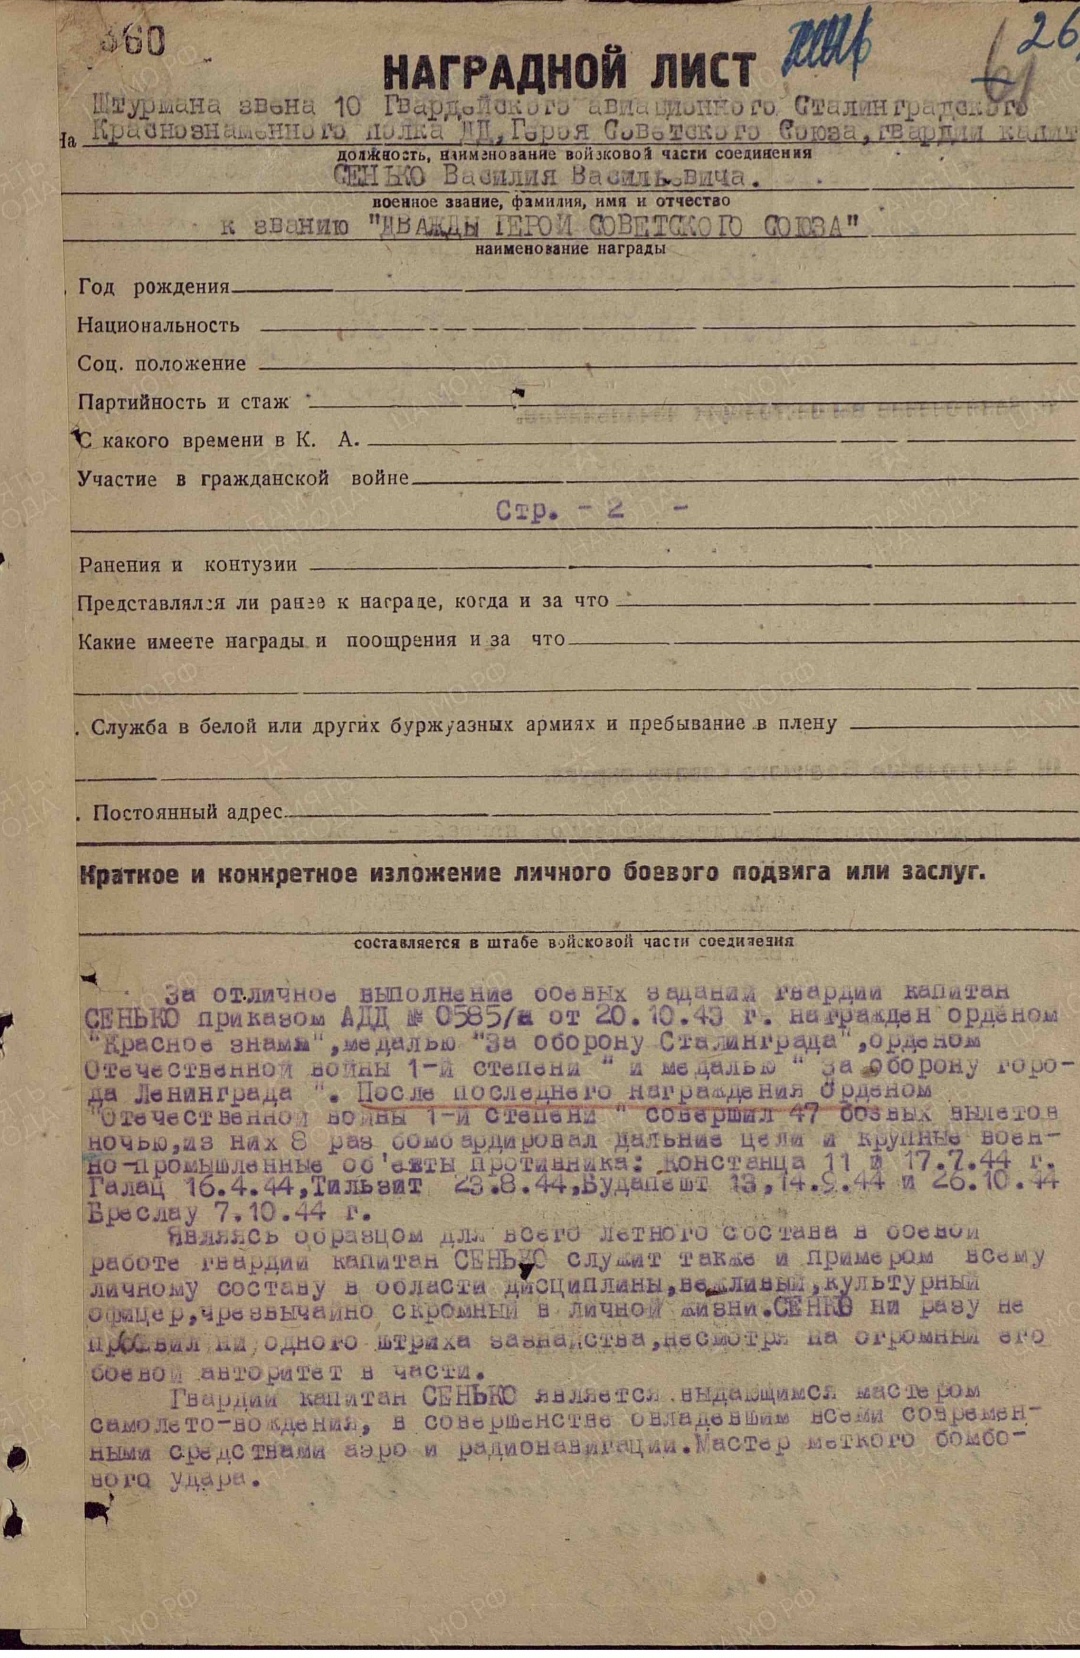 360
26
61
НАГРАДНОЙ ЛИСТ
Штурмана звена 10 Гвардейского авиационного Сталинградского
На Краснознаменного полка ДД, Героя Советского Союза, гвардии капит
должность, наименование войсковой части соединения
СЕНЬКО Василия Васильевича.
военное звание, фамилия, имя и отчество
к званию "ДВАЖДЫ ГЕРОЙ СОВЕТСКОГО СОЮЗА"
наименование награды
Год рождения
Национальность
Соц. положение
Партийность и стаж
С какого времени в К. А.
Участие в гражданской войне
Стр. - 2 -
Ранения и контузии
Представлялся ли ранее к награде, когда и за что
Какие имеете награды и поощрения и за что
. Служба в белой или других буржуазных армиях и пребывание в плену
. Постоянный адрес
Краткое и конкретное изложение личного боевого подвига или заслуг.
составляется в штабе войсковой части соединения
За отличное выполнение боевых заданий гвардии капитан
СЕНЬКО приказом АДД № 0585/н от 20.10.43 г. награжден орденом
"Красное знамя", медалью "За оборону Сталинграда", орденом
Отечественной войны 1-й степени " и медалью " За оборону горо-
да Ленинграда ". После последнего награждения орденом
"Отечественной войны 1-й степени " совершил 47 боевых вылетов
ночью, из них 8 раз бомбардировал дальние цели и крупные воен-
но-промышленные об'екты противника: Констанца 11 и 17.7.44 г.
Галац 16.4.44, Тильзит 23.8.44, Будапешт 13,14.9.44 и 26.10.44
Бреслау 7.10.44 г.
Являясь образцом для всего летного состава в боевой
работе гвардии капитан СЕНЬКО служит также и примером всему
личному составу в области дисциплины, вежливый, культурный
офицер, чрезвычайно скромный в личной жизни. СЕНЬКО ни разу не
проявил ни одного штриха зазнайства, несмотря на огромный его
боевой авторитет в части.
Гвардии капитан СЕНЬКО является выдающимся мастером
самолето-вождения, в совершенстве овладевшим всеми современ-
ными средствами аэро и радионавигации. Мастер меткого бомбо-
вого удара.